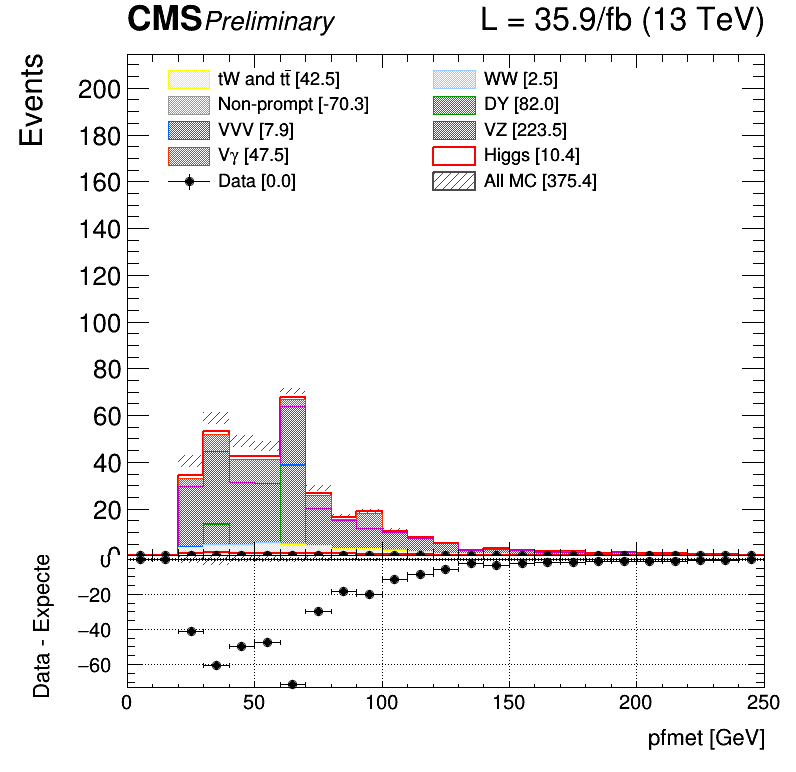 CMS Preliminary L = 35.9/fb (13 TeV)
Events
tW and tt̄ [42.5] WW [2.5]
Non-prompt [-70.3] DY [82.0]
VVV [7.9] VZ [223.5]
Vγ [47.5] Higgs [10.4]
Data [0.0] All MC [375.4]
200
180
160
140
120
100
80
60
40
20
0
Data - Expecte
0
−20
−40
−60
0 50 100 150 200 250
pfmet [GeV]